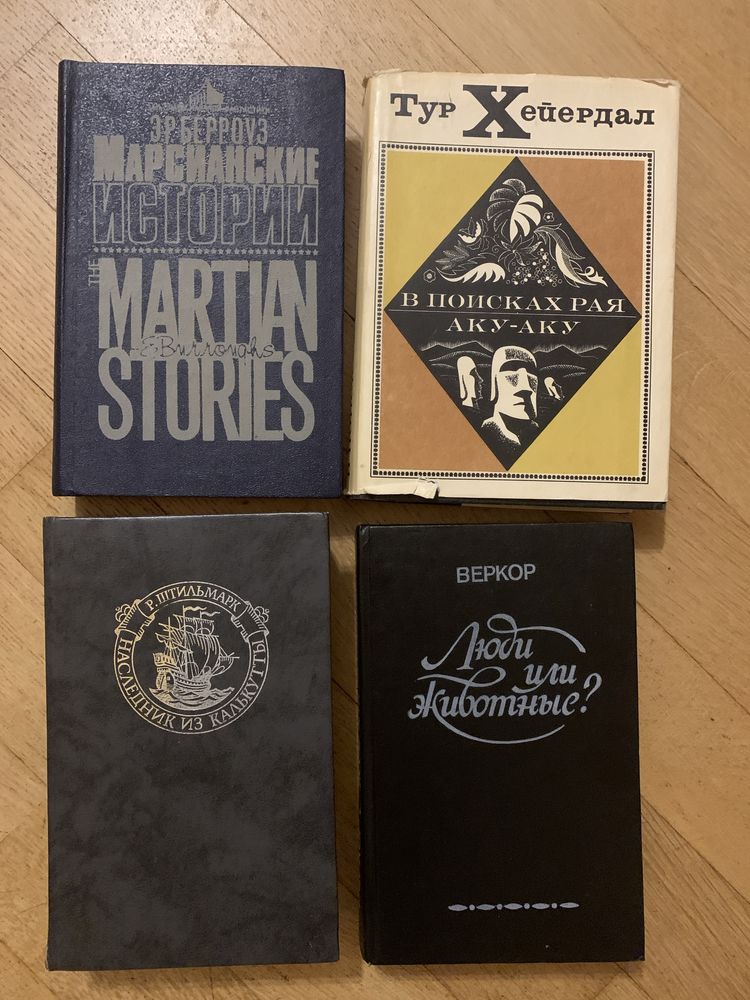 Э.Р.БЕРРОУЗ
МАРСИАНСКИЕ
ИСТОРИИ
THE
MARTIAN
E Burroughs
STORIES
Тур Хейердал
В ПОИСКАХ РАЯ
АКУ-АКУ
Р. ШТИЛЬМАРК
НАСЛЕДНИК ИЗ КАЛЬКУТТЫ
ВЕРКОР
Люди
или
животные?